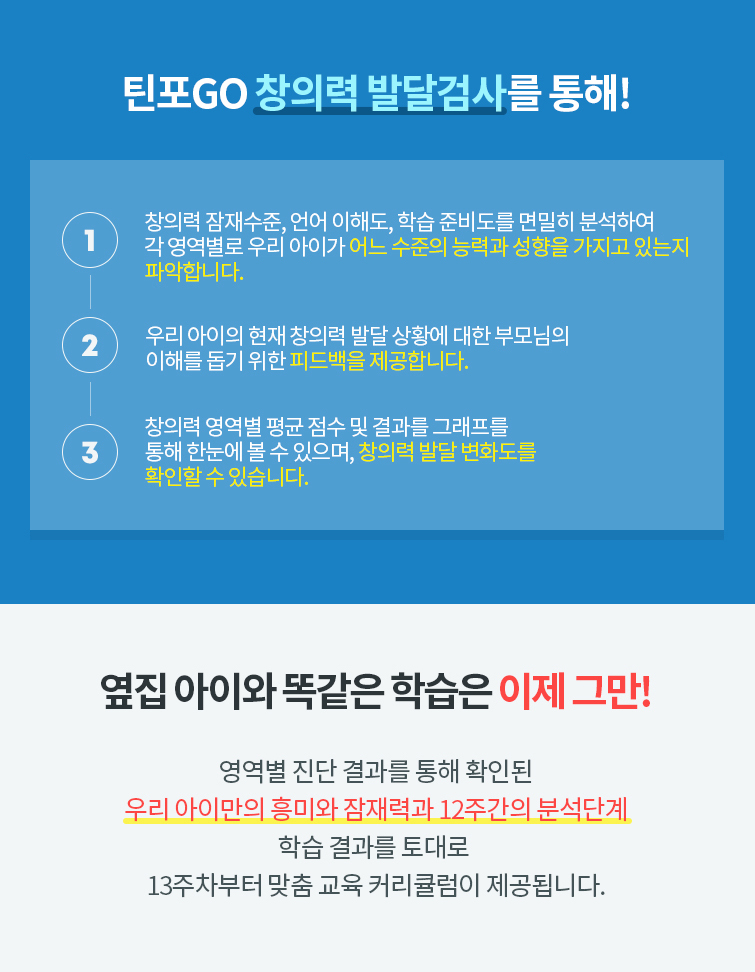 틴포GO 창의력 발달검사를 통해!
1
창의력 잠재수준, 언어 이해도, 학습 준비도를 면밀히 분석하여
각 영역별로 우리 아이가 어느 수준의 능력과 성향을 가지고 있는지
파악합니다.
2
우리 아이의 현재 창의력 발달 상황에 대한 부모님의
이해를 돕기 위한 피드백을 제공합니다.
3
창의력 영역별 평균 점수 및 결과를 그래프를
통해 한눈에 볼 수 있으며, 창의력 발달 변화도를
확인할 수 있습니다.
옆집 아이와 똑같은 학습은 이제 그만!
영역별 진단 결과를 통해 확인된
우리 아이만의 흥미와 잠재력과 12주간의 분석단계
학습 결과를 토대로
13주차부터 맞춤 교육 커리큘럼이 제공됩니다.